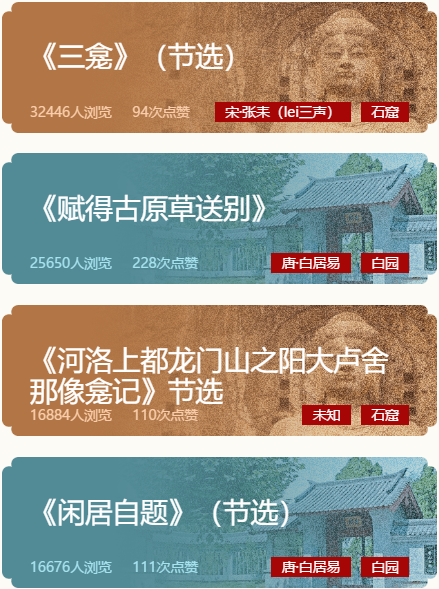 《三龛》（节选）
32446人浏览 94次点赞 宋·张耒（lei三声） 石窟
《赋得古原草送别》
25650人浏览 228次点赞 唐·白居易 白园
《河洛上都龙门山之阳大卢舍
那像龛记》节选
16884人浏览 110次点赞 未知 石窟
《闲居自题》（节选）
16676人浏览 111次点赞 唐·白居易 白园